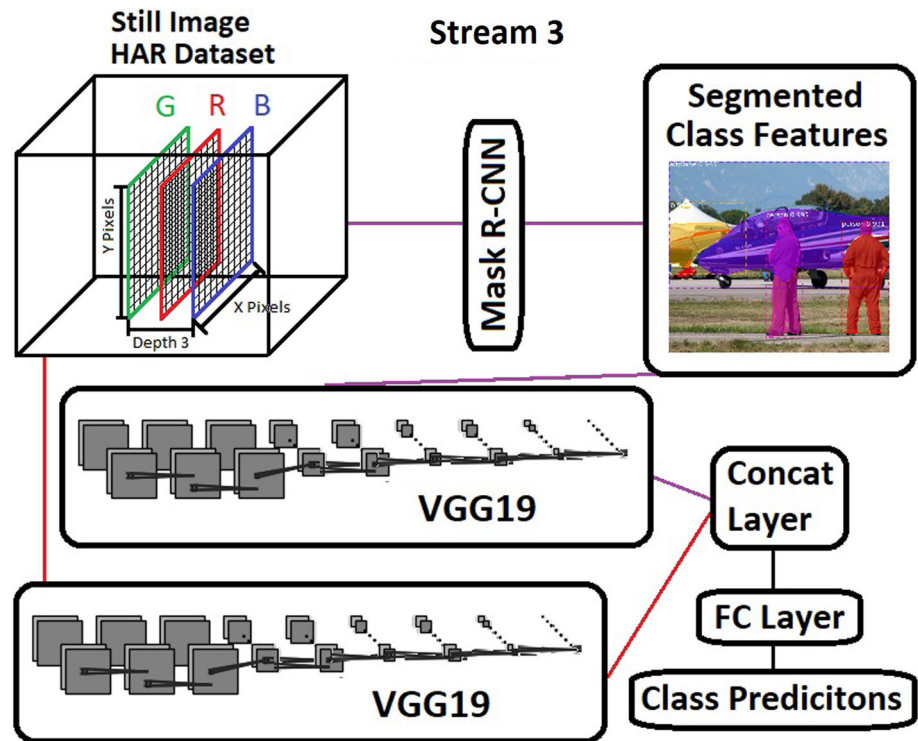 Still Image
HAR Dataset
Stream 3
G R B
Y Pixels
X Pixels
Depth 3
Mask R-CNN
Segmented
Class Features
VGG19
Concat
Layer
FC Layer
VGG19
Class Predicitons